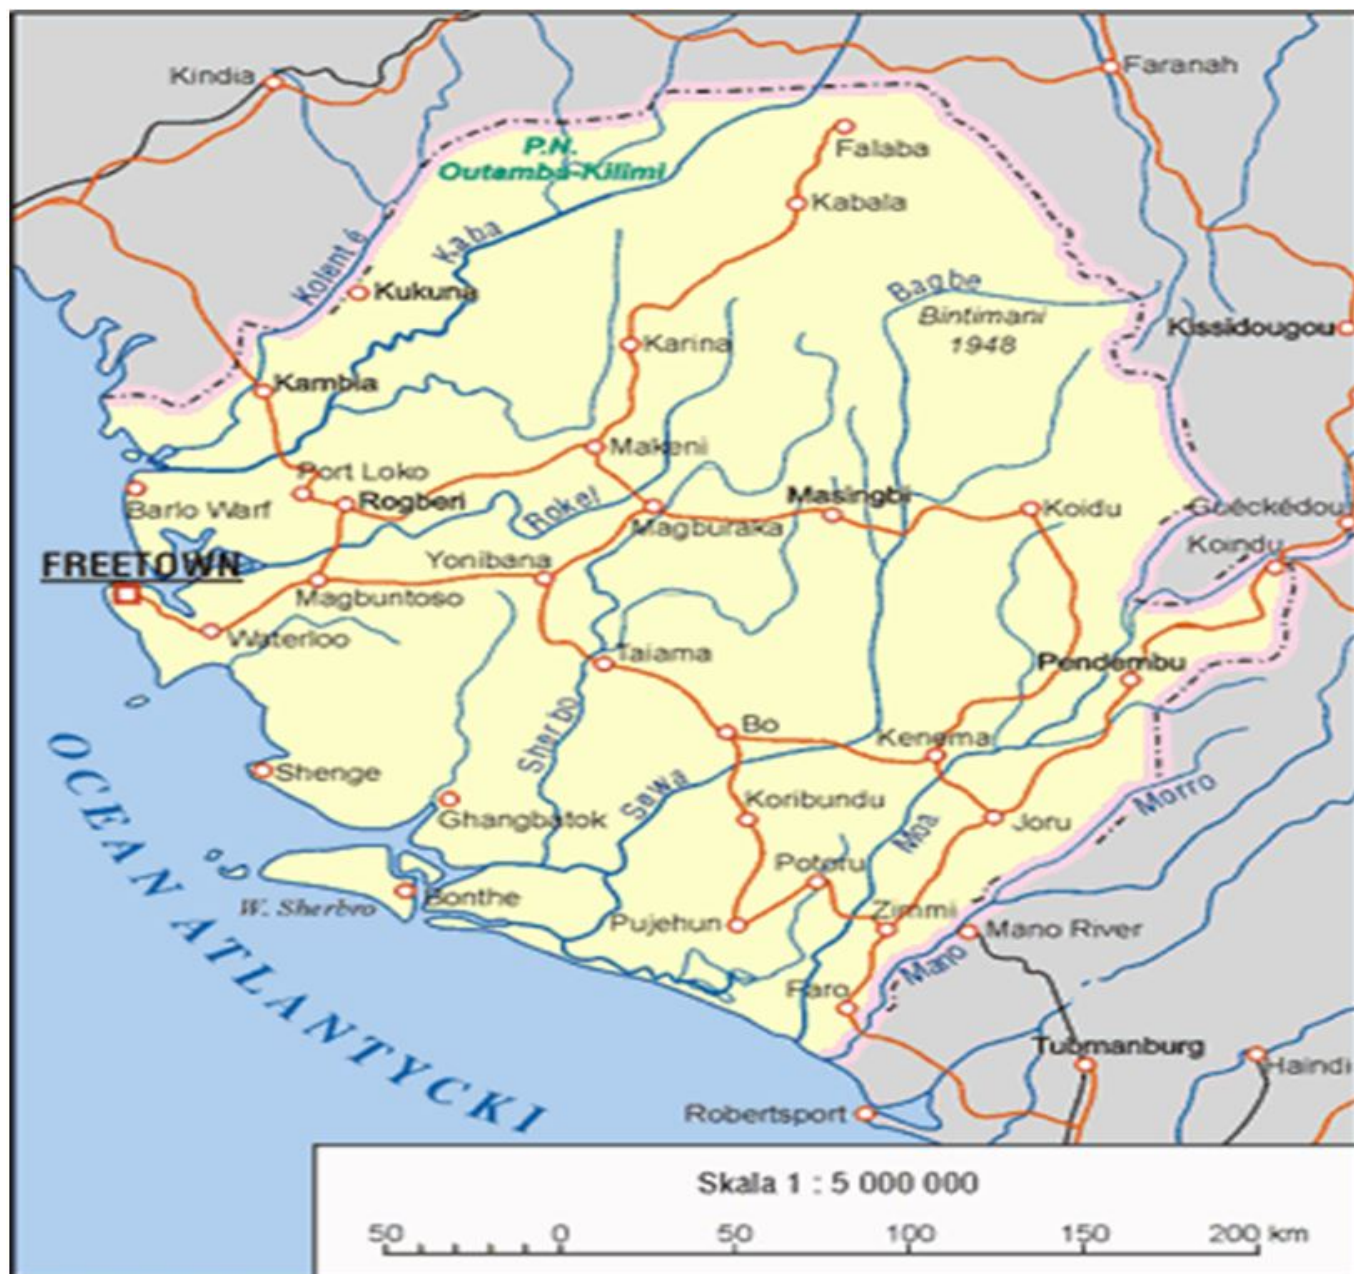 Kindia
Faranah
P.N.
Outamba-Kilimi
Falaba
Kabala
Kaba
Kolenté
Kukuna
Bagbe
Bintimani
1948
Kissidougou
Karina
Kambia
Makeni
Port Loko
Rogberi
Barlo Warf
Rokel
Masingbi
Magburaka
Koidu
Guéckédou
Koindu
FREETOWN
Yonibana
Magbuntoso
Waterloo
Taiama
Pendembu
Bo
Kenema
Sherbo
Shenge
Sewa
Ghangbatok
Koribundu
Moa
Joru
Morro
Potoru
Bonthe
W. Sherbro
Pujehun
Zimmi
Mano River
Mano
Faro
OCEAN ATLANTYCKI
Tubmanburg
Haindi
Robertsport
Skala 1 : 5 000 000
50 0 50 100 150 200 km